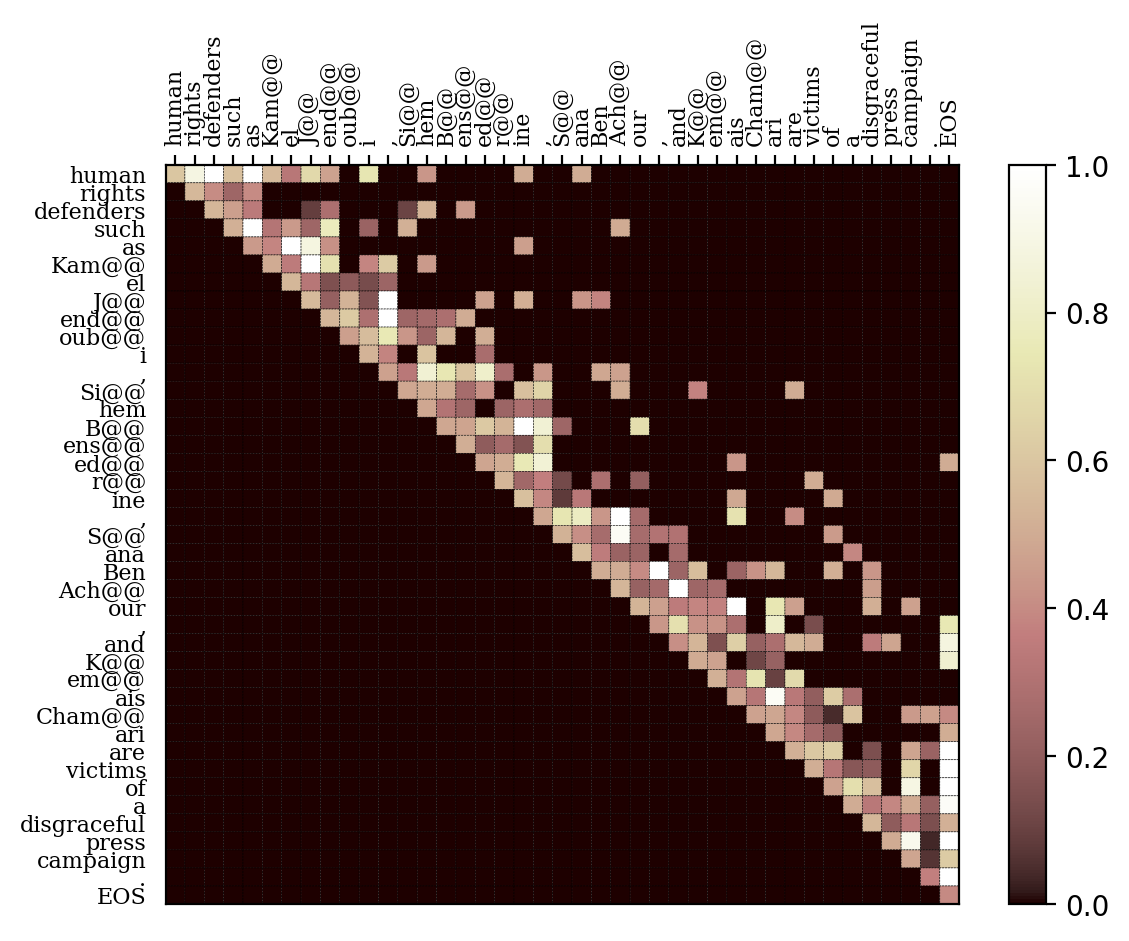 human
rights
defenders
such
as
Kam@@
el
J@@
end@@
oub@@
i
,
Si@@
hem
B@@
ens@@
ed@@
r@@
ine
,
S@@
ana
Ben
Ach@@
our
,
and
K@@
em@@
ais
Cham@@
ari
are
victims
of
a
disgraceful
press
campaign
.
EOS
human
rights
defenders
such
as
Kam@@
el
J@@
end@@
oub@@
i
,
Si@@
hem
B@@
ens@@
ed@@
r@@
ine
,
S@@
ana
Ben
Ach@@
our
,
and
K@@
em@@
ais
Cham@@
ari
are
victims
of
a
disgraceful
press
campaign
.
EOS
1.0
0.8
0.6
0.4
0.2
0.0